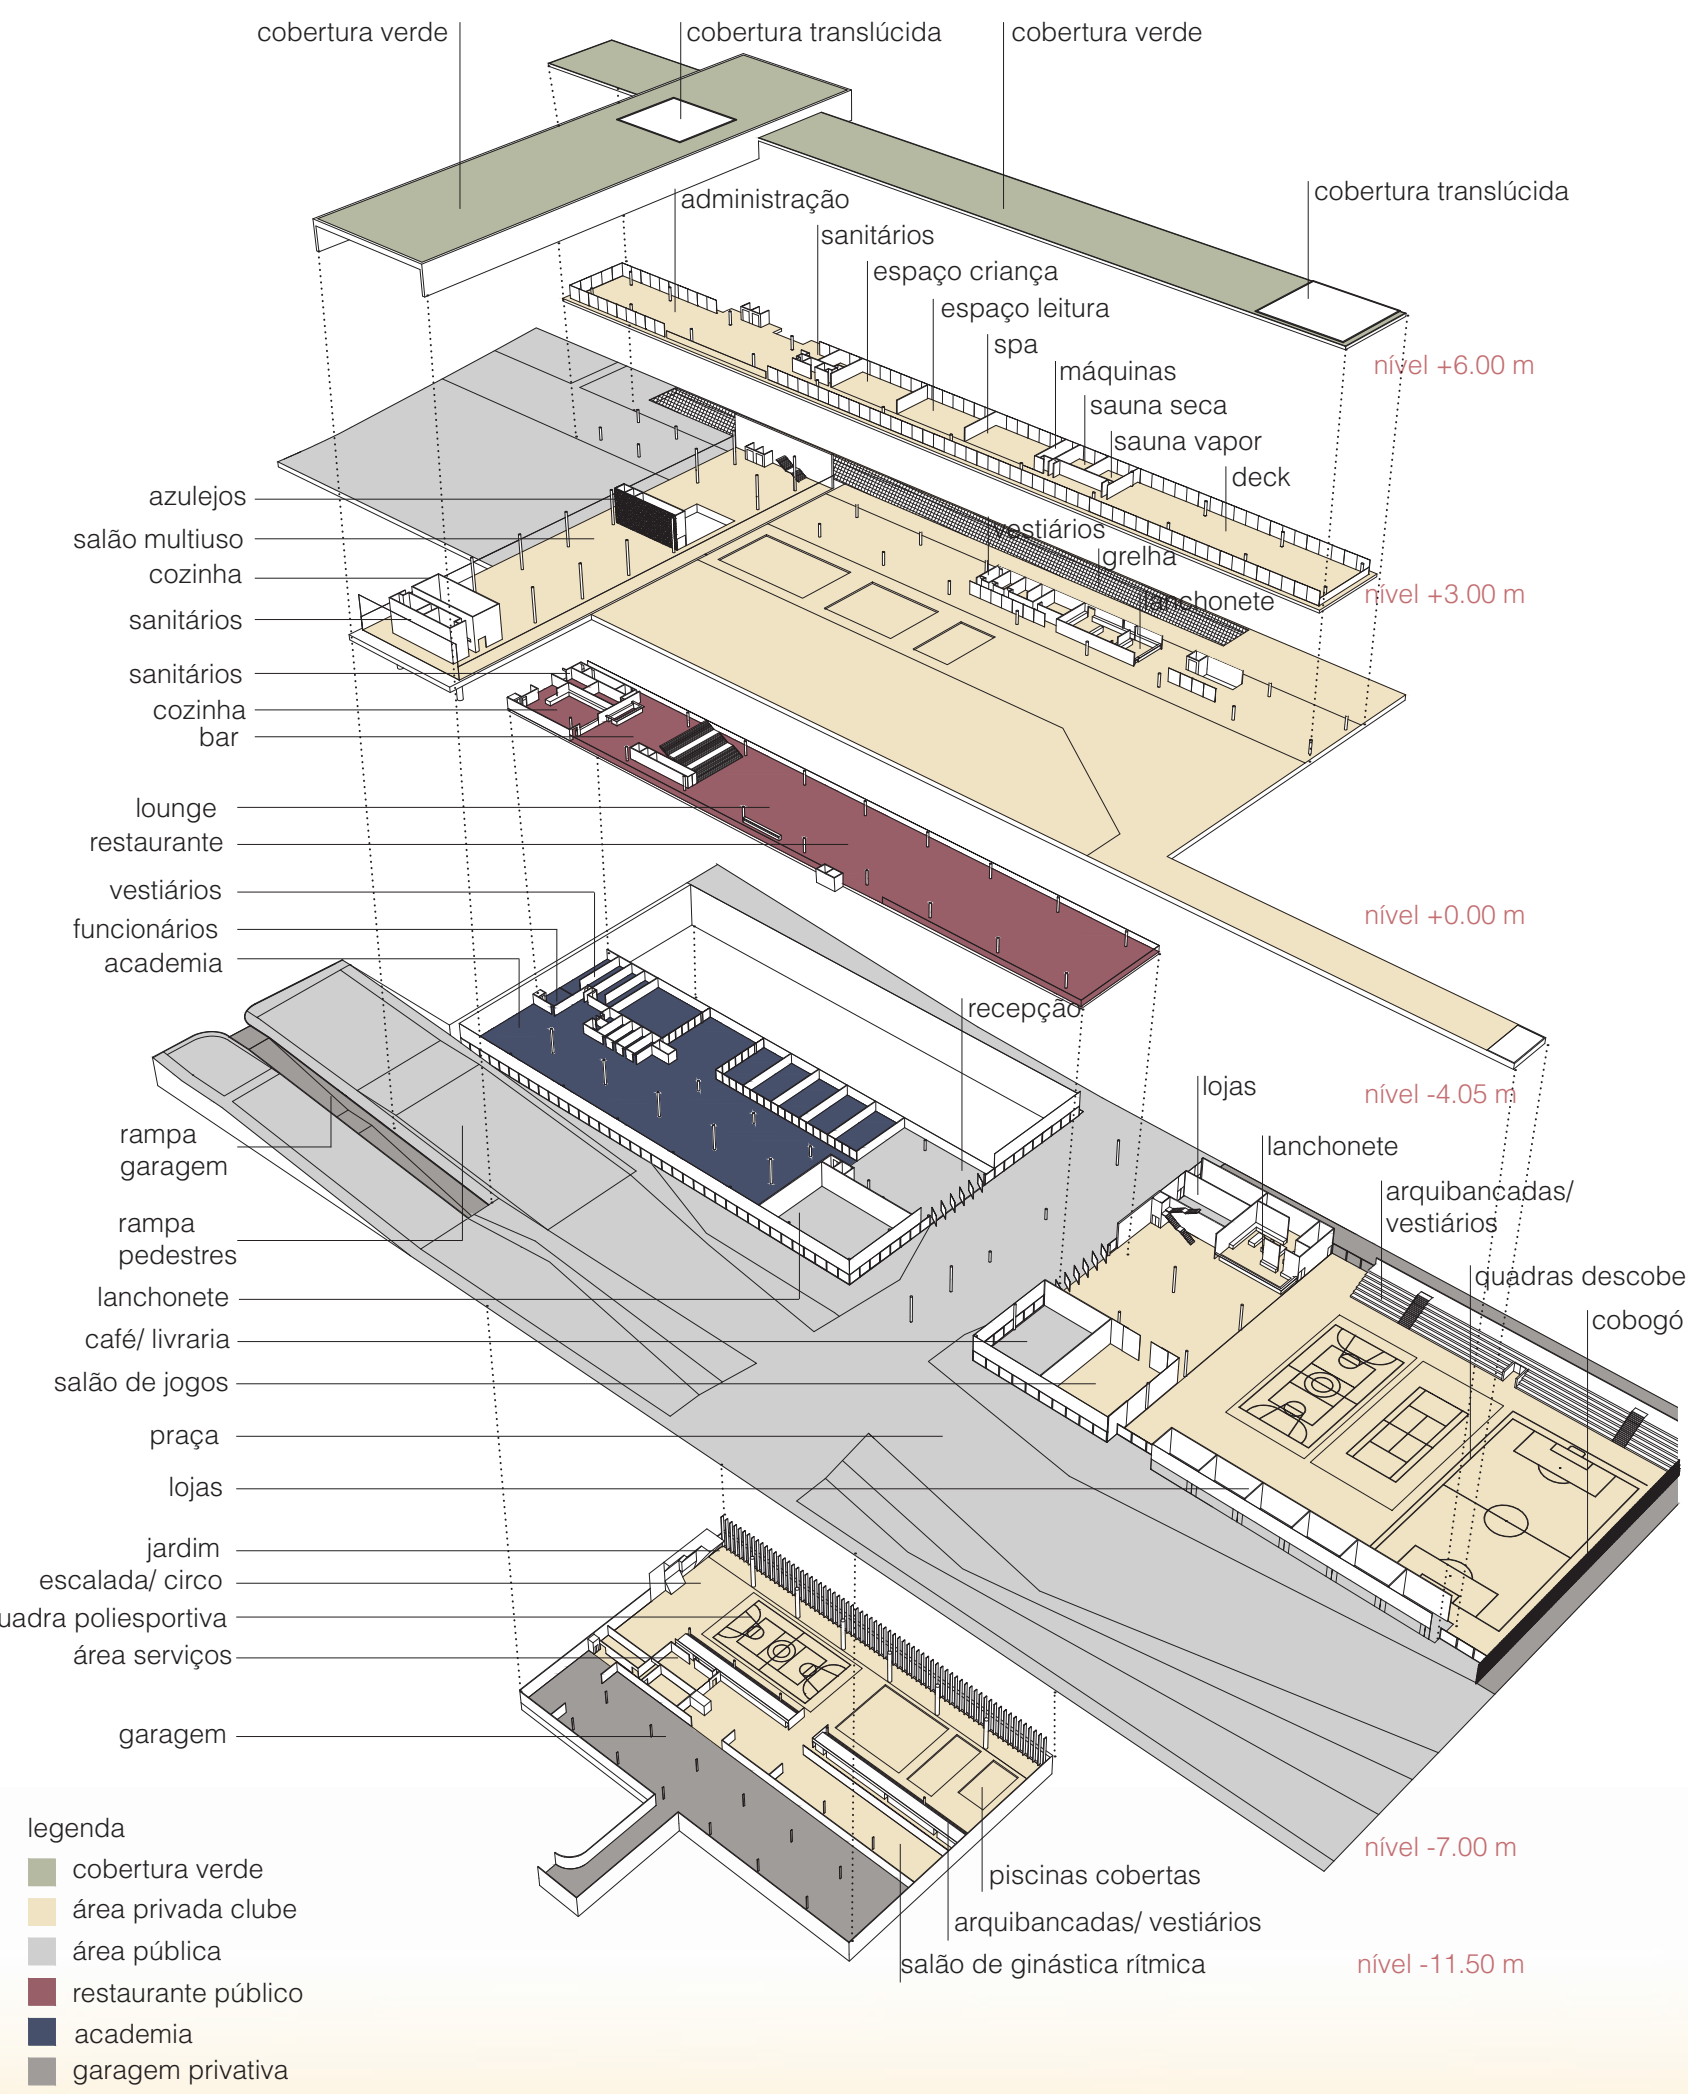 cobertura verde
cobertura translúcida
cobertura verde
cobertura translúcida
administração
sanitários
espaço criança
espaço leitura
spa
máquinas
sauna seca
sauna vapor
deck
nível +6.00 m
azulejos
salão multiuso
cozinha
sanitários
vestiários
grelha
lanchonete
nível +3.00 m
sanitários
cozinha
bar
lounge
restaurante
nível +0.00 m
vestiários
funcionários
academia
recepção
nível -4.05 m
rampa
garagem
rampa
pedestres
lanchonete
café/ livraria
salão de jogos
praça
lojas
lojas
lanchonete
arquibancadas/
vestiários
quadras descobe
cobogó
jardim
escalada/ circo
uadra poliesportiva
área serviços
garagem
nível -7.00 m
piscinas cobertas
arquibancadas/ vestiários
salão de ginástica rítmica
nível -11.50 m
legenda
cobertura verde
área privada clube
área pública
restaurante público
academia
garagem privativa